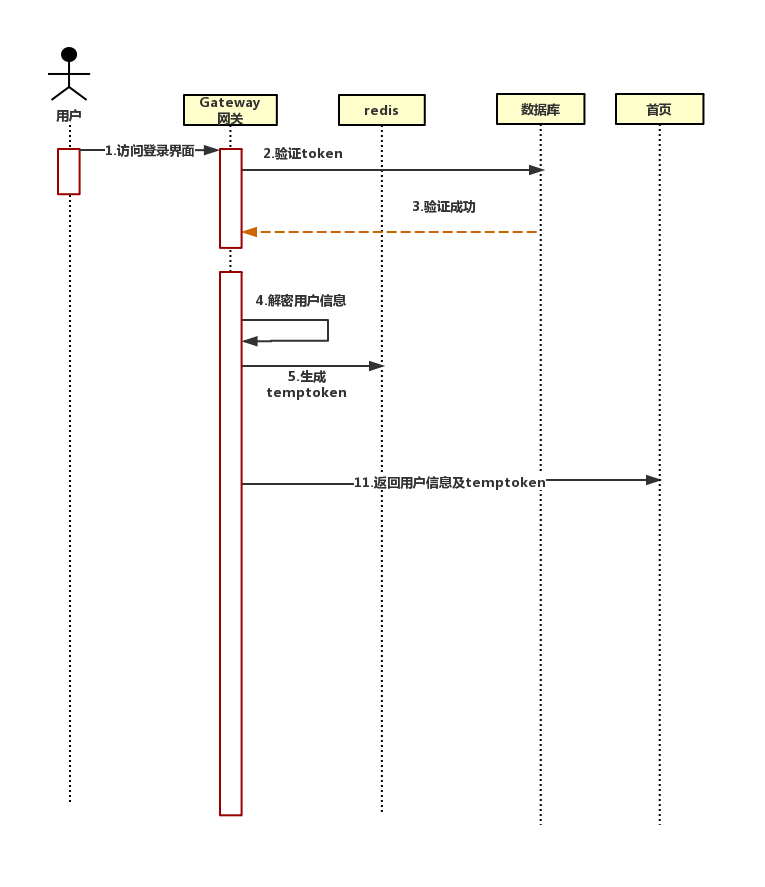 用户
Gateway
网关
redis
数据库
首页
1.访问登录界面
2.验证token
3.验证成功
4.解密用户信息
5.生成
temptoken
11.返回用户信息及temptoken